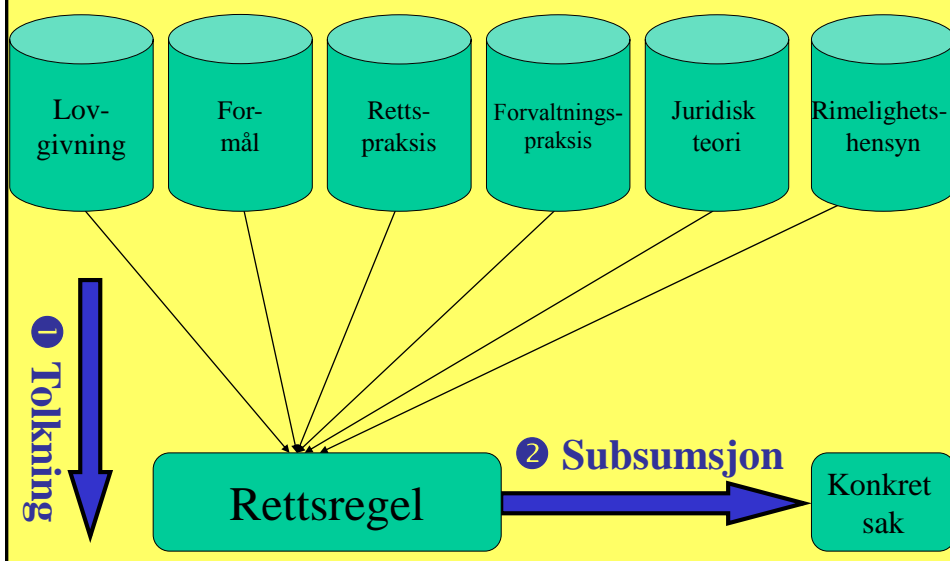 Lov-
givning
For-
mål
Retts-
praksis
Forvaltnings-
praksis
Juridisk
teori
Rimelighets-
hensyn
❶ Tolkning
❷ Subsumsjon
Rettsregel
Konkret
sak